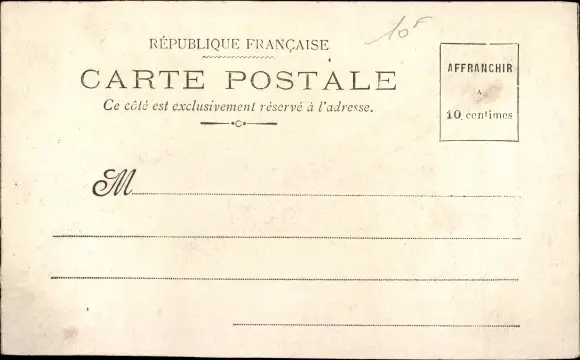 10F
RÉPUBLIQUE FRANÇAISE
CARTE POSTALE
Ce côté est exclusivement réservé à l'adresse.
AFFRANCHIR
A
10 centimes
M